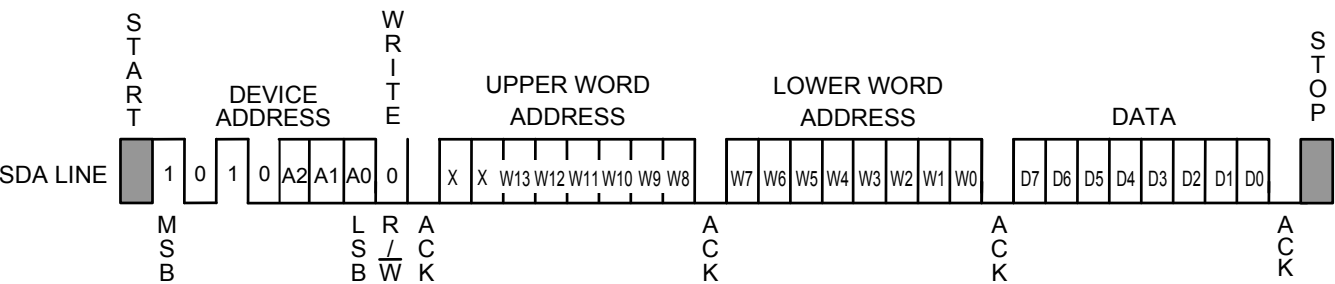 START
WRITE
STOP
DEVICE
ADDRESS
UPPER WORD
ADDRESS
LOWER WORD
ADDRESS
DATA
SDA LINE 1 0 1 0 A2 A1 A0 0 X X W13 W12 W11 W10 W9 W8 W7 W6 W5 W4 W3 W2 W1 W0 D7 D6 D5 D4 D3 D2 D1 D0
MSB
LSB
R/W
ACK
ACK
ACK
ACK